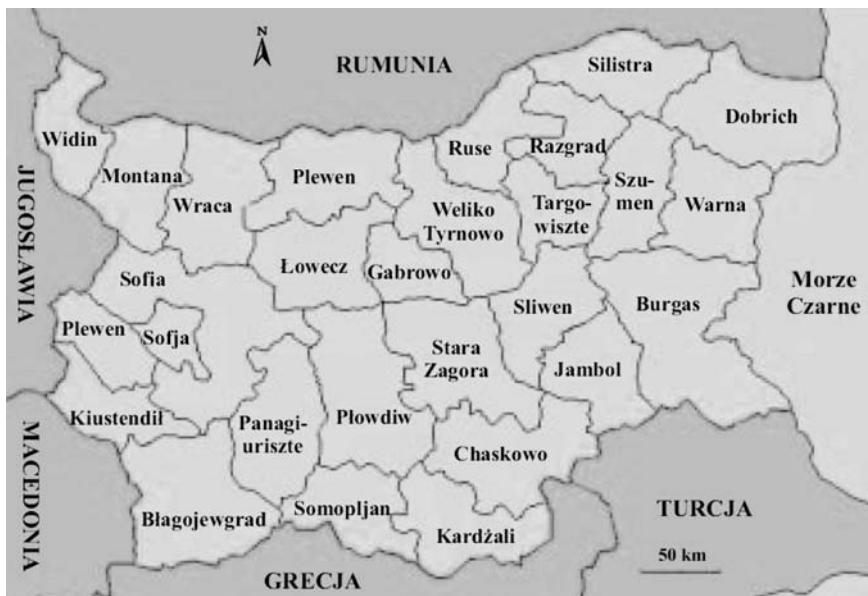 N
RUMUNIA
Silistra
Dobrich
Widin
Ruse
Razgrad
Montana
Plewen
Szu-
men
Wraca
Weliko
Tyrnowo
Targo-
wiszte
Warna
JUGOSŁAWIA
Sofia
Łowecz
Gabrowo
Morze
Czarne
Sliwen
Burgas
Plewen
Sofja
Stara
Zagora
Jambol
Kiustendił
Panagi-
uriszte
Płowdiw
Chaskowo
MACEDONIA
Błagojewgrad
Somopljan
Kardżali
TURCJA
50 km
GRECJA